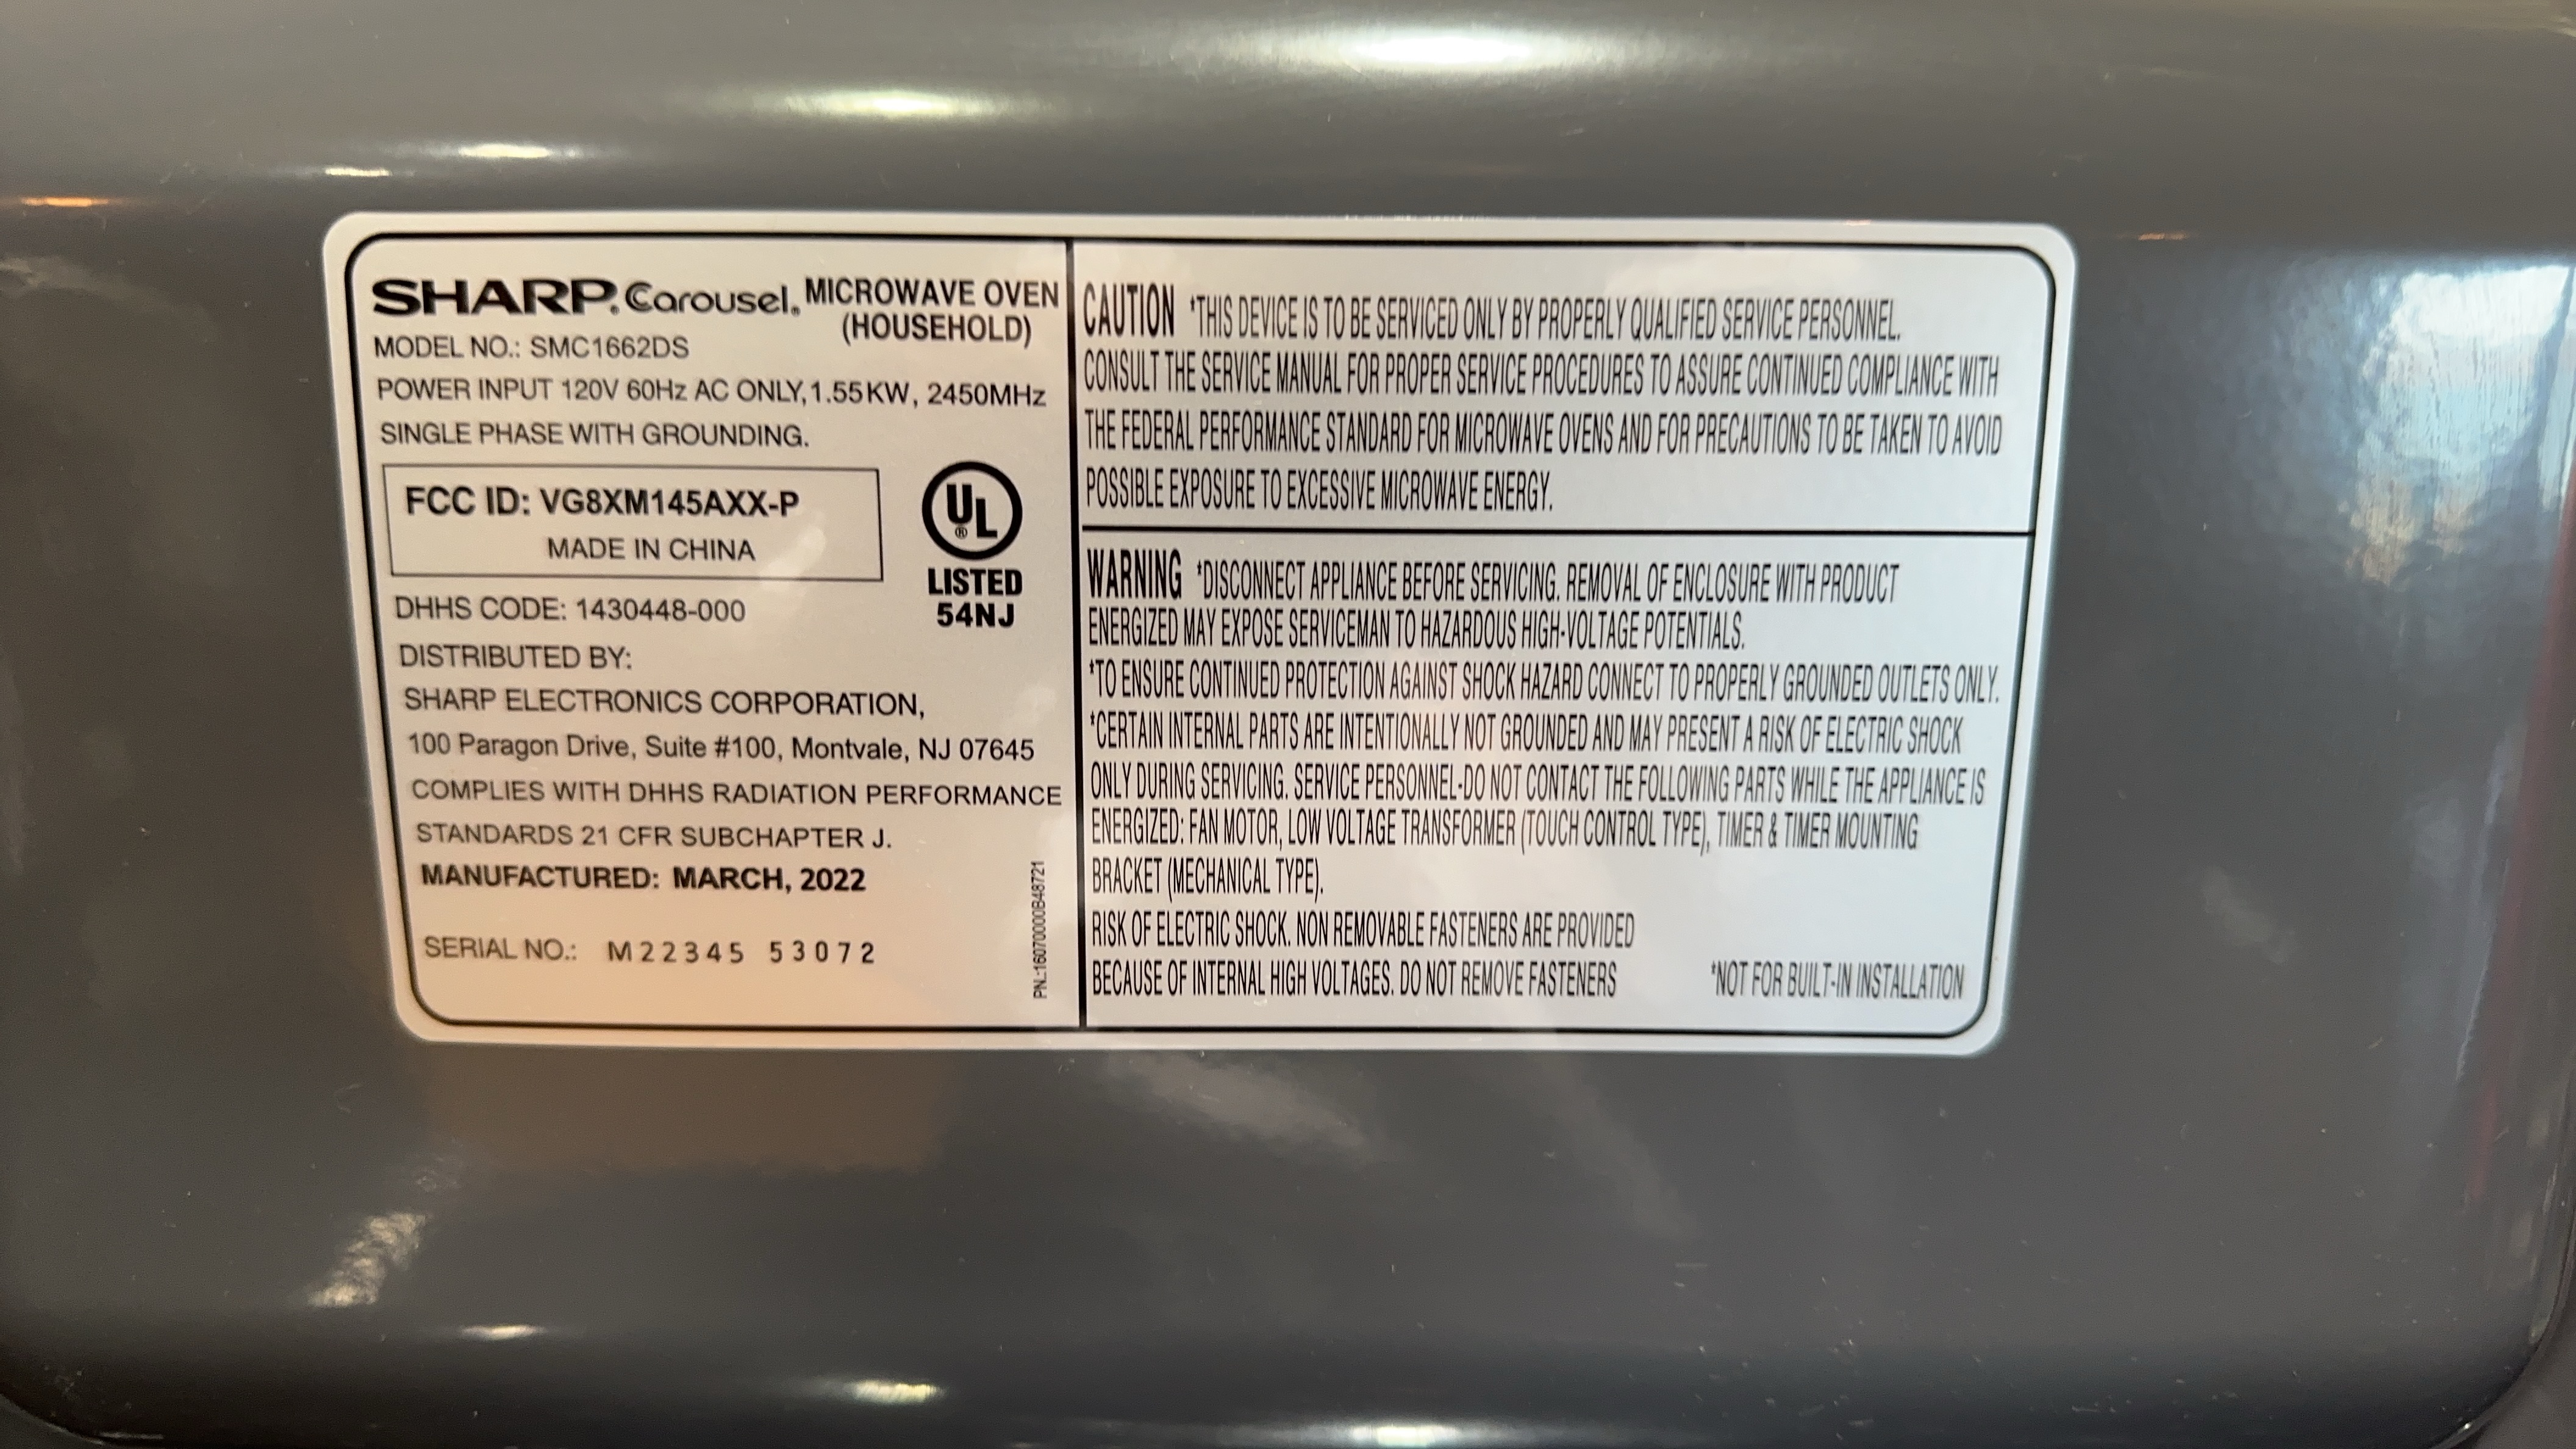 SHARP. Carousel® MICROWAVE OVEN
(HOUSEHOLD)
MODEL NO.: SMC1662DS
POWER INPUT 120V 60Hz AC ONLY, 1.55KW, 2450MHz
SINGLE PHASE WITH GROUNDING.
FCC ID: VG8XM145AXX-P
MADE IN CHINA
UL
®
LISTED
54NJ
DHHS CODE: 1430448-000
DISTRIBUTED BY:
SHARP ELECTRONICS CORPORATION,
100 Paragon Drive, Suite #100, Montvale, NJ 07645
COMPLIES WITH DHHS RADIATION PERFORMANCE
STANDARDS 21 CFR SUBCHAPTER J.
MANUFACTURED: MARCH, 2022
SERIAL NO.: M22345 53072
PN.:16070000B48721
CAUTION *THIS DEVICE IS TO BE SERVICED ONLY BY PROPERLY QUALIFIED SERVICE PERSONNEL.
CONSULT THE SERVICE MANUAL FOR PROPER SERVICE PROCEDURES TO ASSURE CONTINUED COMPLIANCE WITH
THE FEDERAL PERFORMANCE STANDARD FOR MICROWAVE OVENS AND FOR PRECAUTIONS TO BE TAKEN TO AVOID
POSSIBLE EXPOSURE TO EXCESSIVE MICROWAVE ENERGY.
WARNING *DISCONNECT APPLIANCE BEFORE SERVICING. REMOVAL OF ENCLOSURE WITH PRODUCT
ENERGIZED MAY EXPOSE SERVICEMAN TO HAZARDOUS HIGH-VOLTAGE POTENTIALS.
*TO ENSURE CONTINUED PROTECTION AGAINST SHOCK HAZARD CONNECT TO PROPERLY GROUNDED OUTLETS ONLY.
*CERTAIN INTERNAL PARTS ARE INTENTIONALLY NOT GROUNDED AND MAY PRESENT A RISK OF ELECTRIC SHOCK
ONLY DURING SERVICING. SERVICE PERSONNEL-DO NOT CONTACT THE FOLLOWING PARTS WHILE THE APPLIANCE IS
ENERGIZED: FAN MOTOR, LOW VOLTAGE TRANSFORMER (TOUCH CONTROL TYPE), TIMER & TIMER MOUNTING
BRACKET (MECHANICAL TYPE).
RISK OF ELECTRIC SHOCK. NON REMOVABLE FASTENERS ARE PROVIDED
BECAUSE OF INTERNAL HIGH VOLTAGES. DO NOT REMOVE FASTENERS *NOT FOR BUILT-IN INSTALLATION